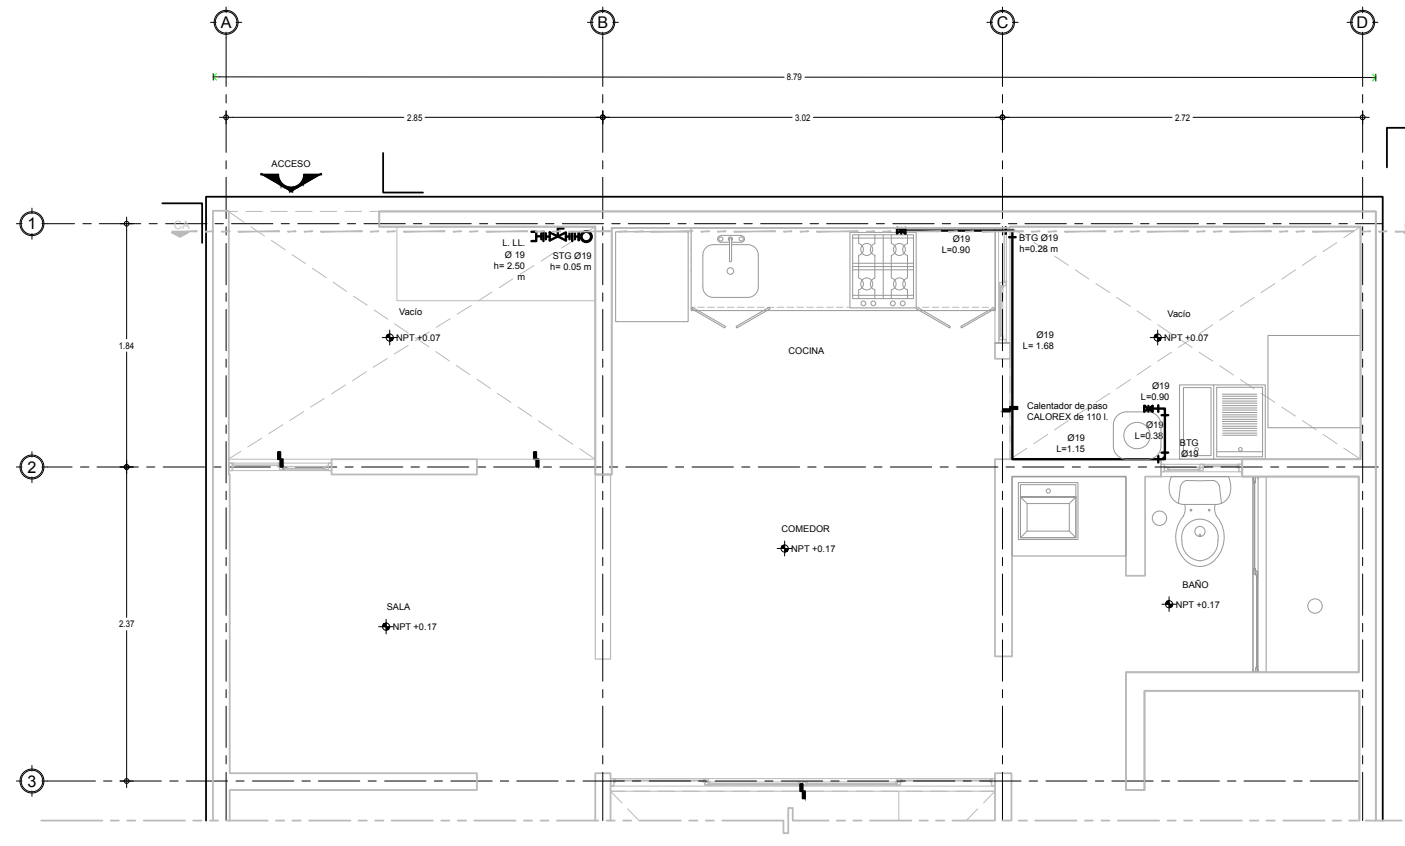 A
B
C
D
8.79
2.85
3.02
2.72
ACCESO
1
L. LL.
Ø 19
h= 2.50
m
STG Ø19
h= 0.05 m
Ø19
L=0.90
BTG Ø19
h=0.28 m
Vacío
NPT +0.07
Vacío
NPT +0.07
1.84
COCINA
Ø19
L= 1.68
Ø19
L=0.90
Calentador de paso
CALOREX de 110 l.
Ø19
L=0.38
Ø19
L=1.15
BTG
Ø19
2
COMEDOR
NPT +0.17
BAÑO
NPT +0.17
SALA
NPT +0.17
2.37
3